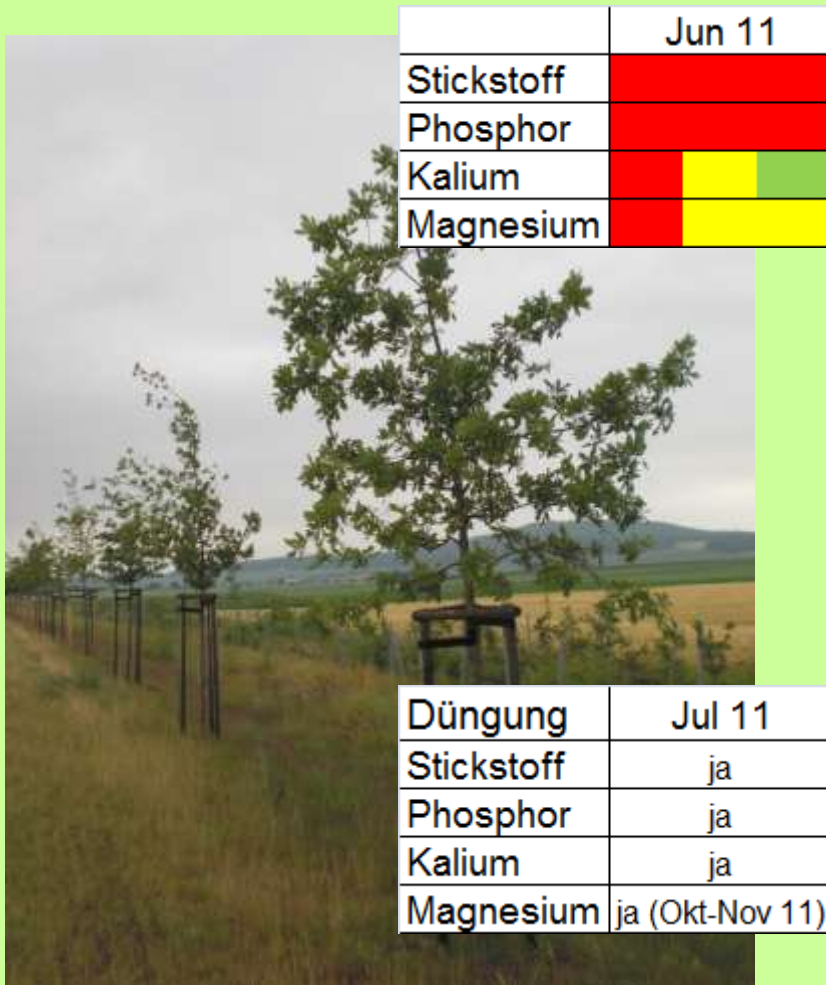 Jun 11
Stickstoff
Phosphor
Kalium
Magnesium
Düngung Jul 11
Stickstoff ja
Phosphor ja
Kalium ja
Magnesium ja (Okt-Nov 11)